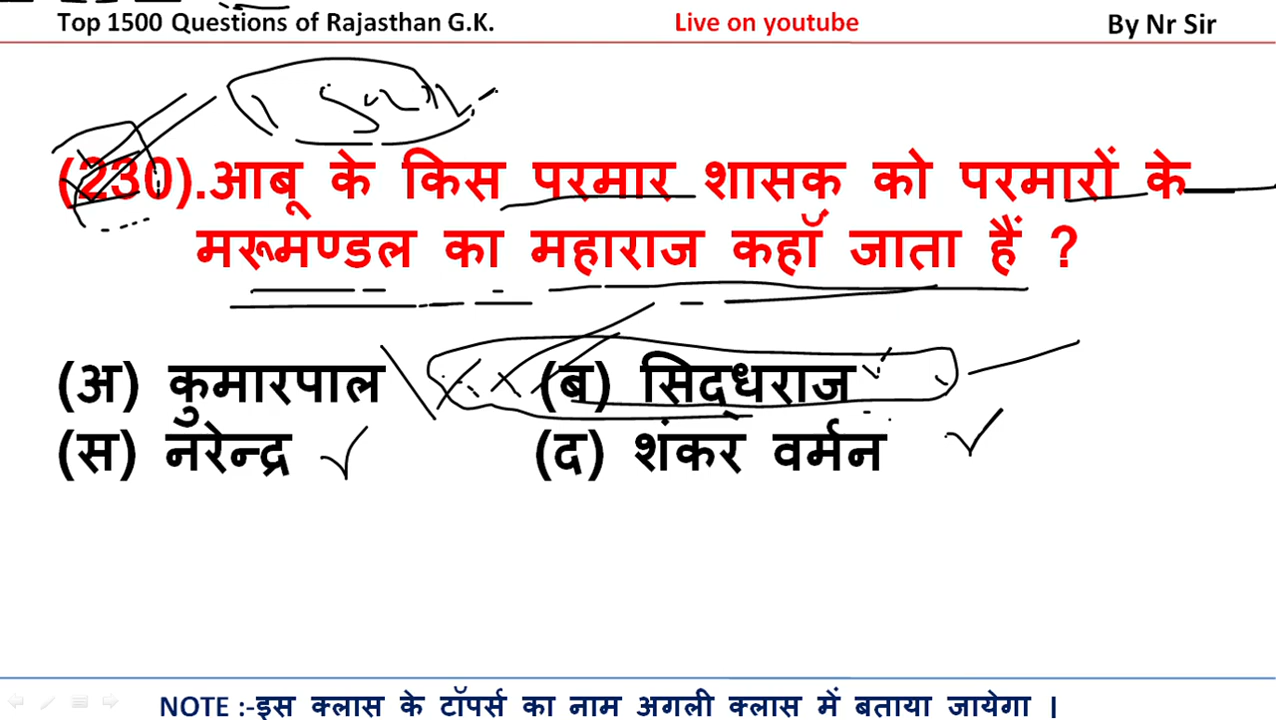 Top 1500 Questions of Rajasthan G.K. Live on youtube By Nr Sir
(230).आबू के किस परमार शासक को परमारों के
मरूमण्डल का महाराज कहाॅं जाता हैं ?
(अ) कुमारपाल (ब) सिद्धराज
(स) नरेन्द्र (द) शंकर वर्मन
NOTE :-इस क्लास के टॉपर्स का नाम अगली क्लास में बताया जायेगा ।